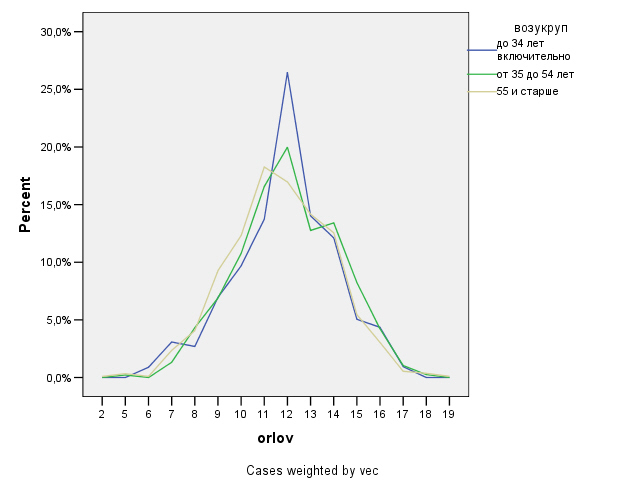 30,0%
25,0%
20,0%
15,0%
10,0%
5,0%
0,0%
Percent
2 5 6 7 8 9 10 11 12 13 14 15 16 17 18 19
orlov
Cases weighted by vec
возукруп
до 34 лет
включительно
от 35 до 54 лет
55 и старше